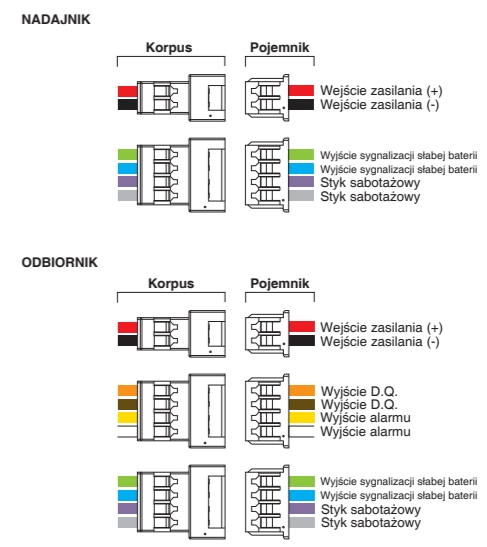 NADAJNIK
Korpus Pojemnik
Wejście zasilania (+)
Wejście zasilania (-)
Wyjście sygnalizacji słabej baterii
Wyjście sygnalizacji słabej baterii
Styk sabotażowy
Styk sabotażowy
ODBIORNIK
Korpus Pojemnik
Wejście zasilania (+)
Wejście zasilania (-)
Wyjście D.Q.
Wyjście D.Q.
Wyjście alarmu
Wyjście alarmu
Wyjście sygnalizacji słabej baterii
Wyjście sygnalizacji słabej baterii
Styk sabotażowy
Styk sabotażowy